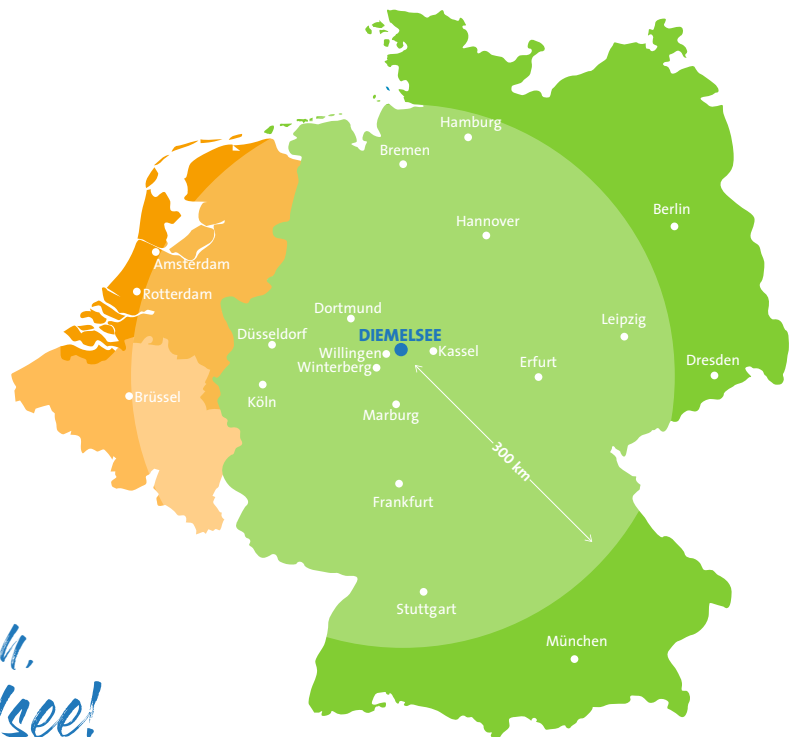 Hamburg
Bremen
Berlin
Hannover
Amsterdam
Rotterdam
Dortmund
Leipzig
Düsseldorf
DIEMELSEE
Willingen
Kassel
Erfurt
Dresden
Winterberg
Brüssel
Köln
Marburg
300 km
Frankfurt
Stuttgart
München